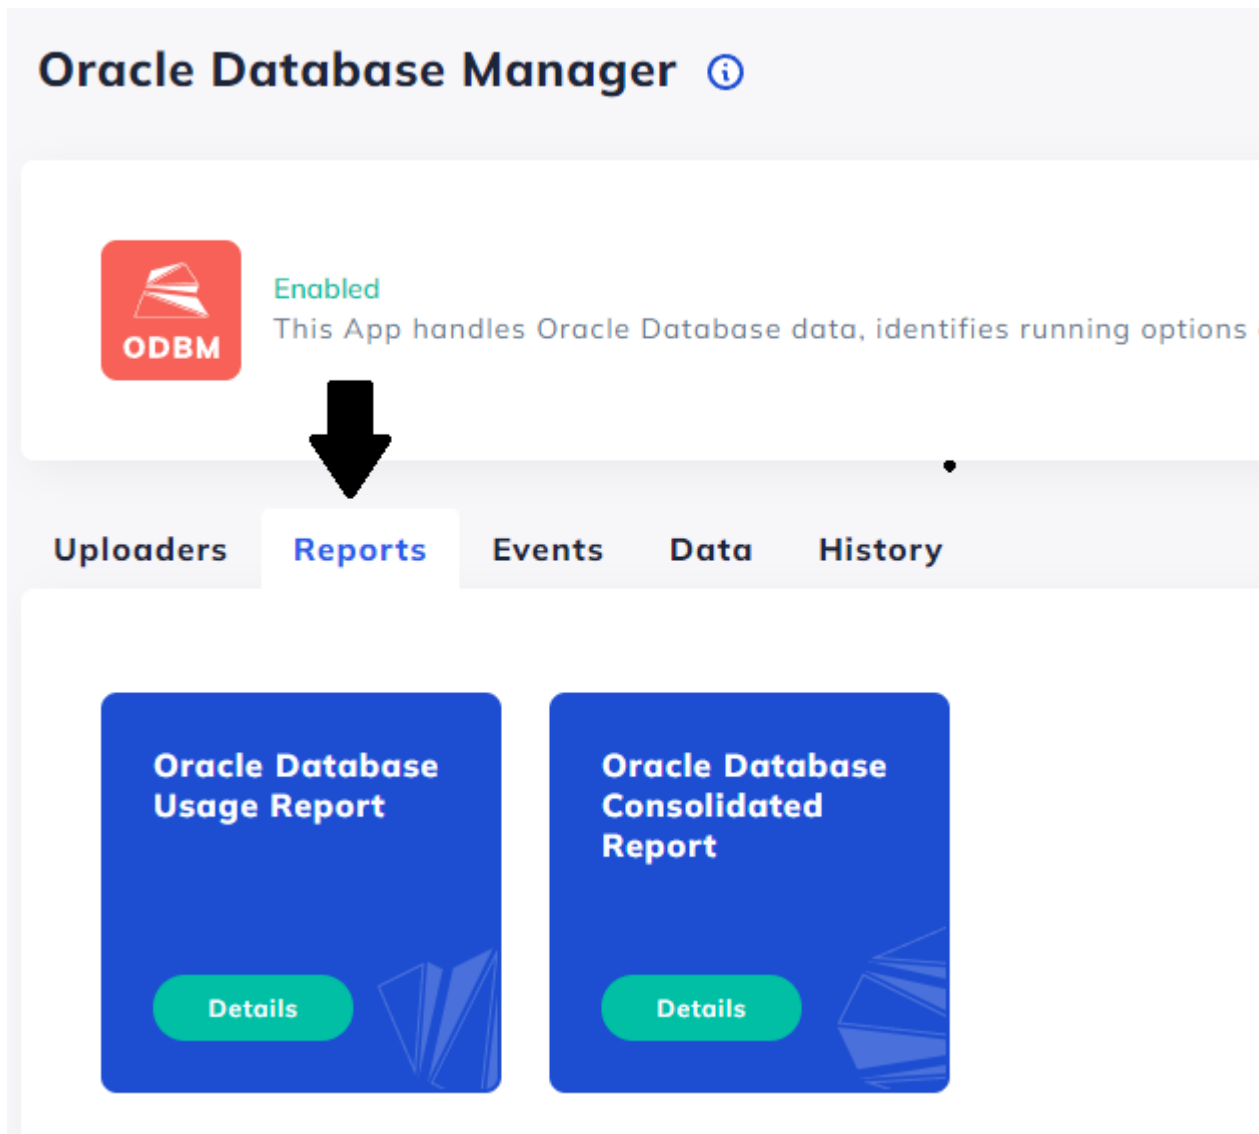 Oracle Database Manager
Enabled
This App handles Oracle Database data, identifies running options
ODBM
Uploaders
Reports
Events
Data
History
Oracle Database
Usage Report
Details
Oracle Database
Consolidated
Report
Details